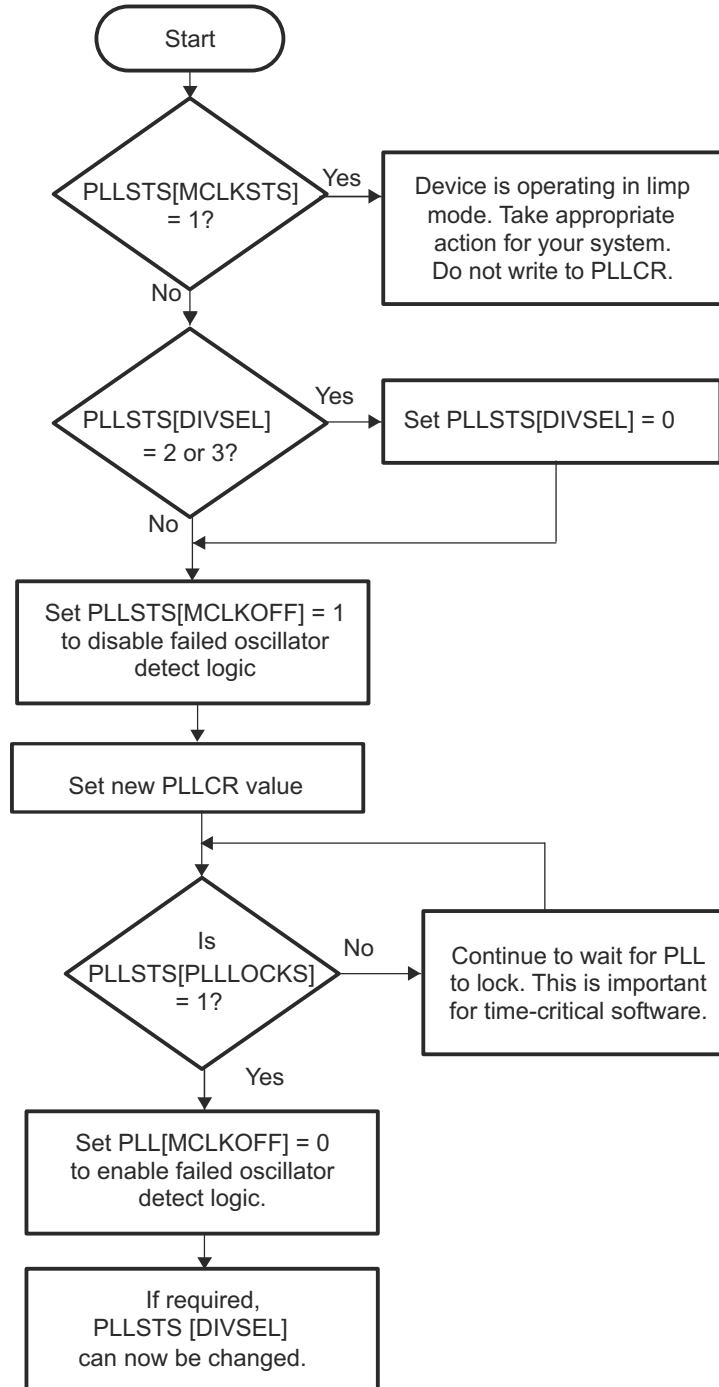 Start
PLLSTS[MCLKSTS]
= 1?
Yes
Device is operating in limp
mode. Take appropriate
action for your system.
Do not write to PLLCR.
No
PLLSTS[DIVSEL]
= 2 or 3?
Yes
Set PLLSTS[DIVSEL] = 0
No
Set PLLSTS[MCLKOFF] = 1
to disable failed oscillator
detect logic
Set new PLLCR value
Is
PLLSTS[PLLLOCKS]
= 1?
No
Continue to wait for PLL
to lock. This is important
for time-critical software.
Yes
Set PLL[MCLKOFF] = 0
to enable failed oscillator
detect logic.
If required,
PLLSTS [DIVSEL]
can now be changed.